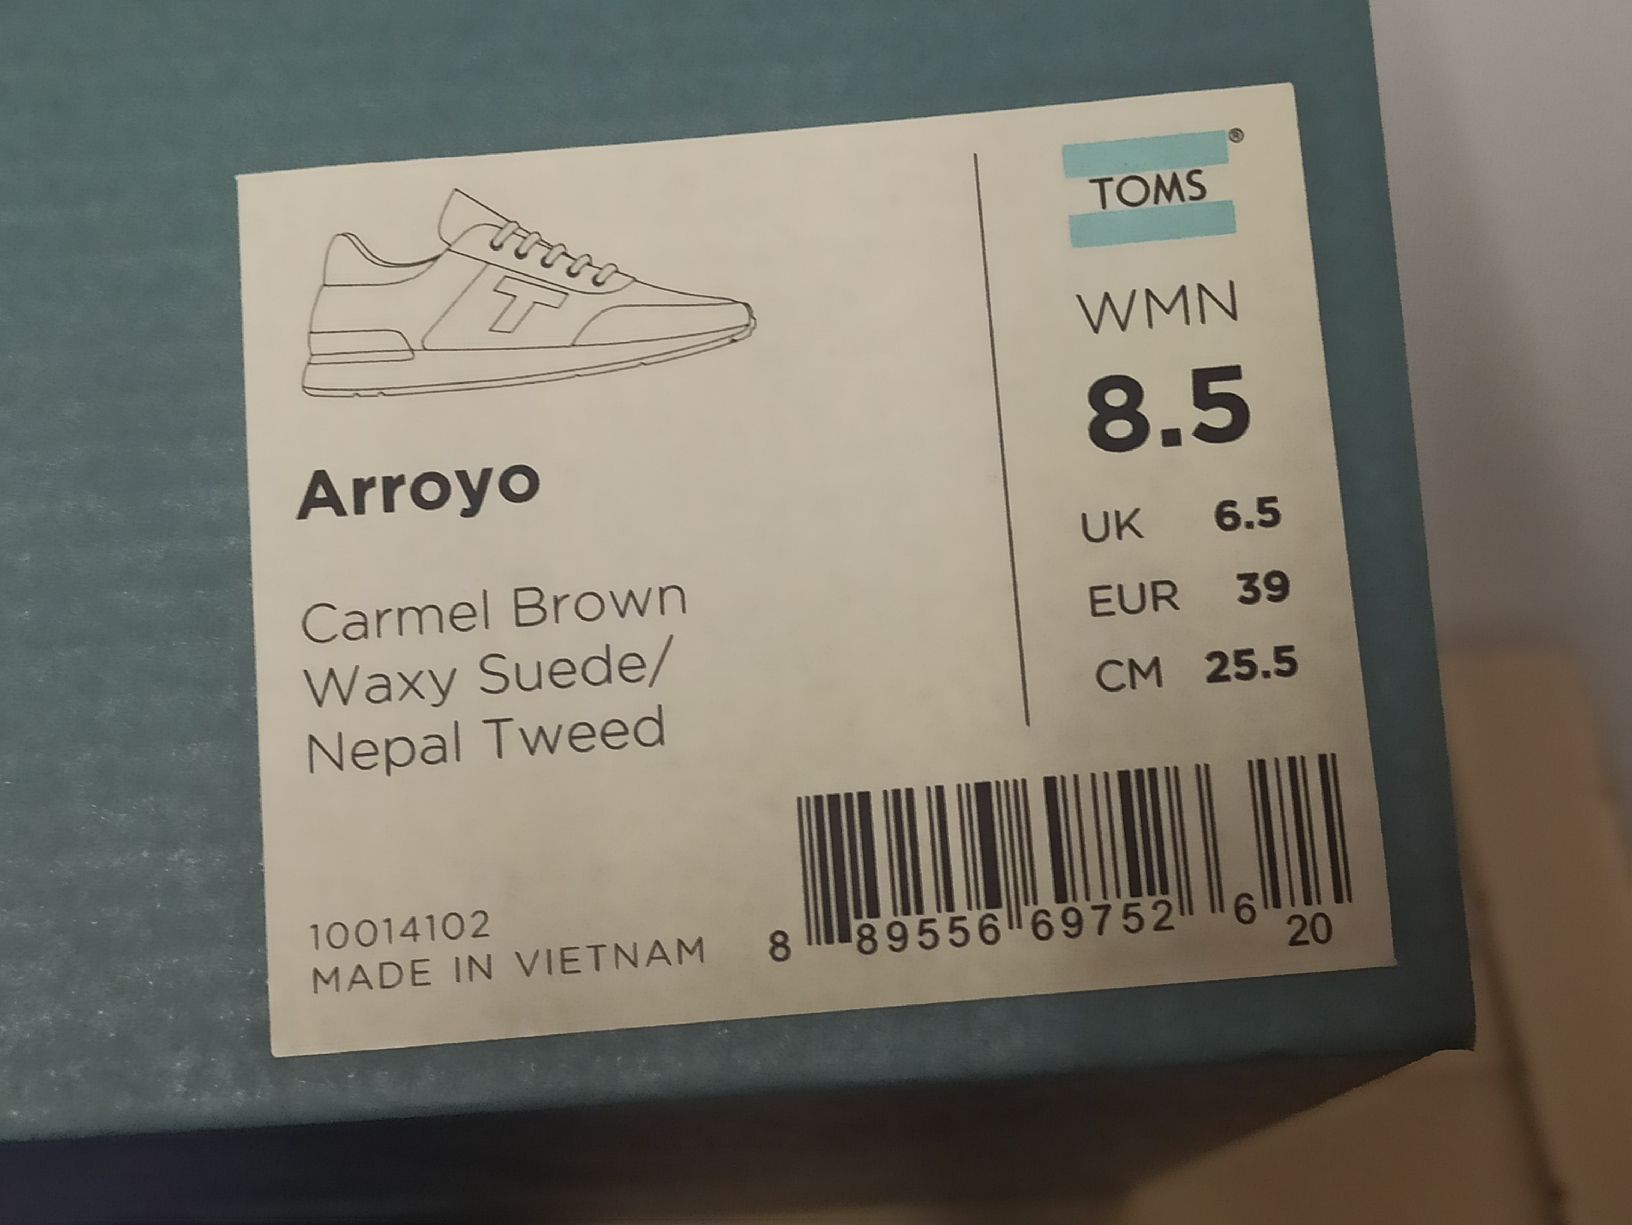 Arroyo
Carmel Brown
Waxy Suede/
Nepal Tweed
10014102
MADE IN VIETNAM
TOMS®
WMN
8.5
UK 6.5
EUR 39
CM 25.5
8 89556 69752 6 20
T